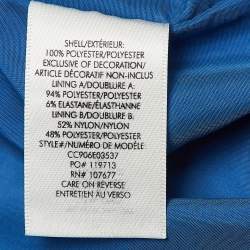 SHELL/EXTÉRIEUR:
100% POLYESTER/POLYESTER
EXCLUSIVE OF DECORATION/
ARTICLE DÉCORATIF NON-INCLUS
LINING A/DOUBLURE A:
94% POLYESTER/POLYESTER
6% ELASTANE/ÉLASTHANNE
LINING B/DOUBLURE B:
52% NYLON/NYLON
48% POLYESTER/POLYESTER
STYLE#/NUMÉRO DE MODÈLE
CC906E03537
PO# 119713
RN# 107677
CARE ON REVERSE
ENTRETIEN AU VERSO